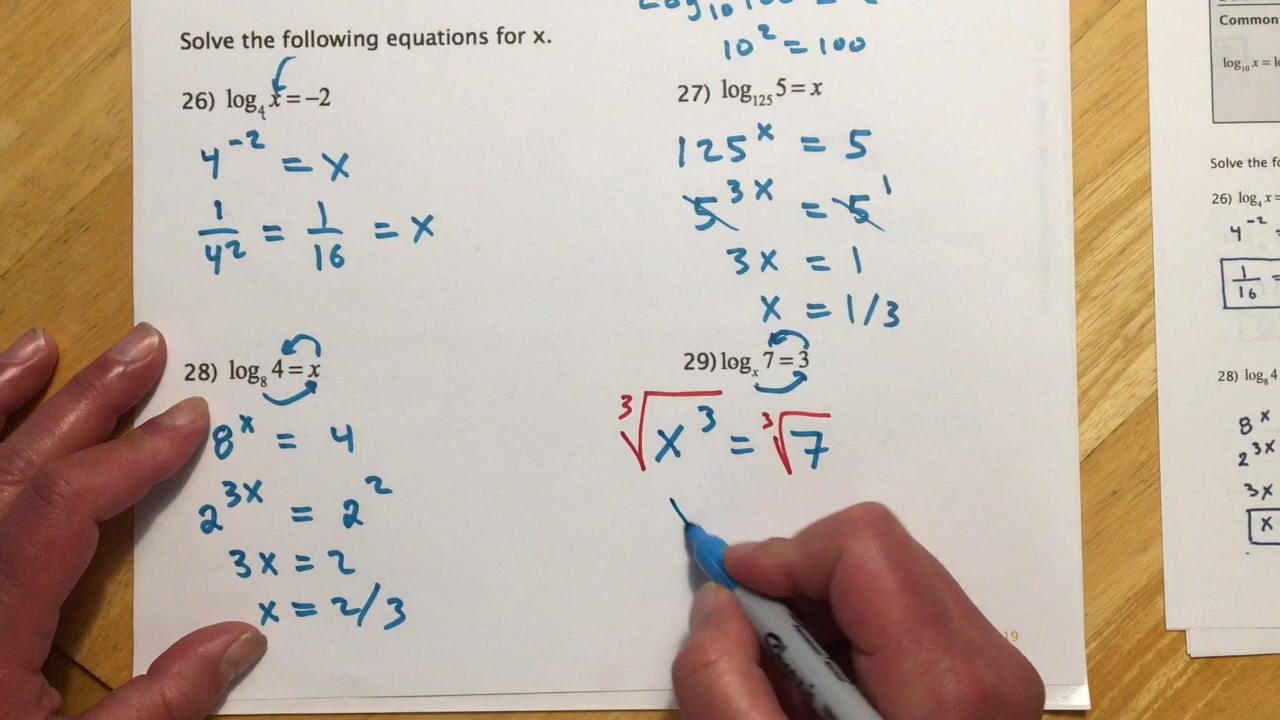 10² = 100
Solve the following equations for x.
26) log₄ x = −2
4⁻² = x
1/4² = 1/16 = x
27) log₁₂₅ 5 = x
125ˣ = 5
5³ˣ = 5¹
3x = 1
x = 1/3
28) log₈ 4 = x
8ˣ = 4
2³ˣ = 2²
3x = 2
x = 2/3
29) logₓ 7 = 3
∛x³ = ∛7
19
Common
log₁₀ x = l
Solve the fo
26) log₄ x =
4⁻²
1/16 =
28) log₈ 4
8ˣ
2³ˣ
3x
x